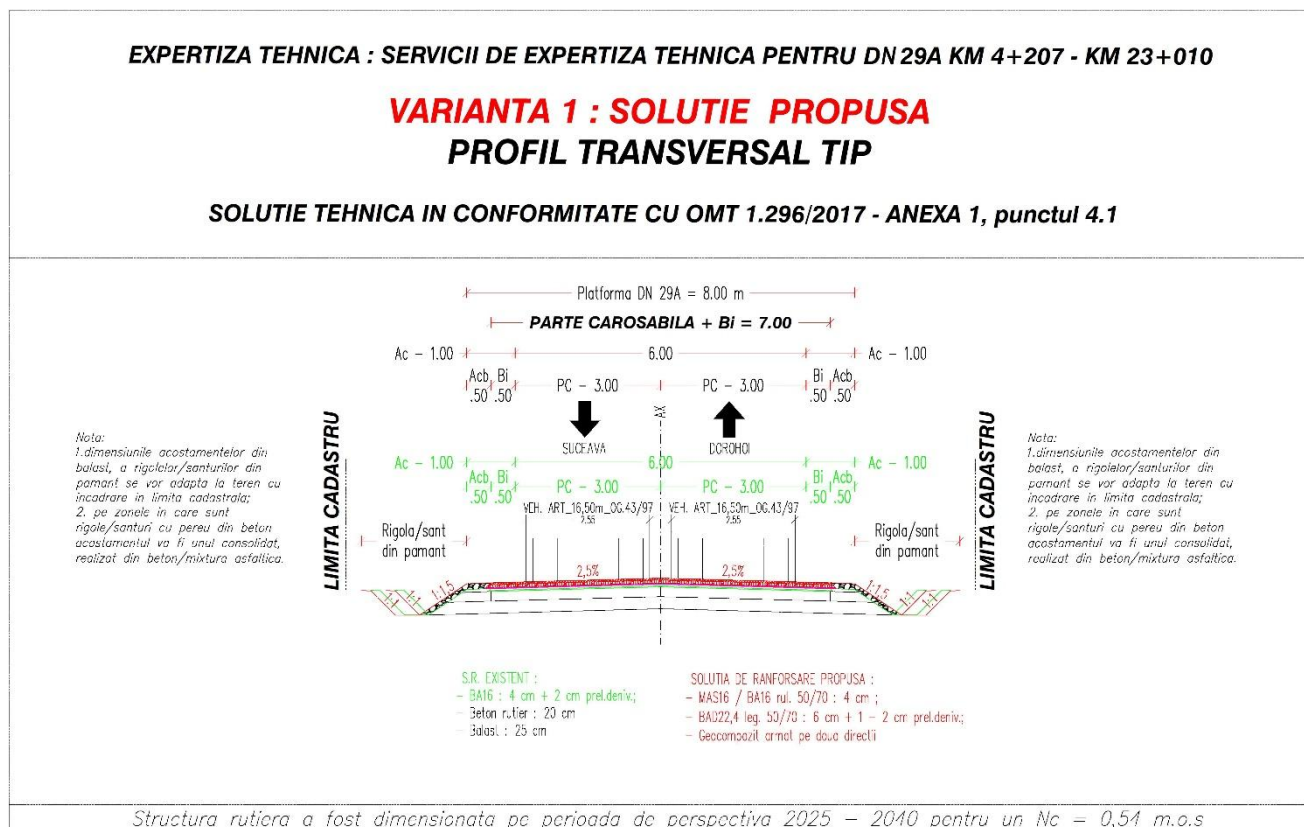 EXPERTIZA TEHNICA : SERVICII DE EXPERTIZA TEHNICA PENTRU DN 29A KM 4+207 - KM 23+010
VARIANTA 1 : SOLUTIE PROPUSA
PROFIL TRANSVERSAL TIP
SOLUTIE TEHNICA IN CONFORMITATE CU OMT 1.296/2017 - ANEXA 1, punctul 4.1
Platforma DN 29A = 8.00 m
PARTE CAROSABILA + Bi = 7.00
Ac - 1.00
6.00
Ac - 1.00
Acb Bi PC - 3.00 PC - 3.00 Bi Acb
.50 .50 .50 .50
AX
SUCEAVA DOROHOI
Ac - 1.00 6.00 Ac - 1.00
Acb Bi PC - 3.00 PC - 3.00 Bi Acb
.50 .50 .50 .50
VEH. ART_16,50m_OG.43/97 VEH. ART_16,50m_OG.43/97
2.55 2.55
LIMITA CADASTRU
LIMITA CADASTRU
Nota:
1.dimensiunile acostamentelor din
balast, a rigolelor/santurilor din
pamant se vor adapta la teren cu
incadrare in limita cadastrala;
2. pe zonele in care sunt
rigole/santuri cu pereu din beton
acostamentul va fi unul consolidat,
realizat din beton/mixtura asfaltica.
Nota:
1.dimensiunile acostamentelor din
balast, a rigolelor/santurilor din
pamant se vor adapta la teren cu
incadrare in limita cadastrala;
2. pe zonele in care sunt
rigole/santuri cu pereu din beton
acostamentul va fi unul consolidat,
realizat din beton/mixtura asfaltica.
Rigola/sant
din pamant
Rigola/sant
din pamant
2,5% 2,5%
1:1 1:1 1:1.5 1:1.5 1:1 1:1
S.R. EXISTENT :
- BA16 : 4 cm + 2 cm prel.deniv.;
- Beton rutier : 20 cm
- Balast : 25 cm
SOLUTIA DE RANFORSARE PROPUSA :
- MAS16 / BA16 rul. 50/70 : 4 cm ;
- BAD22,4 leg. 50/70 : 6 cm + 1 - 2 cm prel.deniv.;
- Geocompozit armat pe doua directii
Structura rutiera a fost dimensionata pe perioada de perspectiva 2025 - 2040 pentru un Nc = 0,54 m.o.s